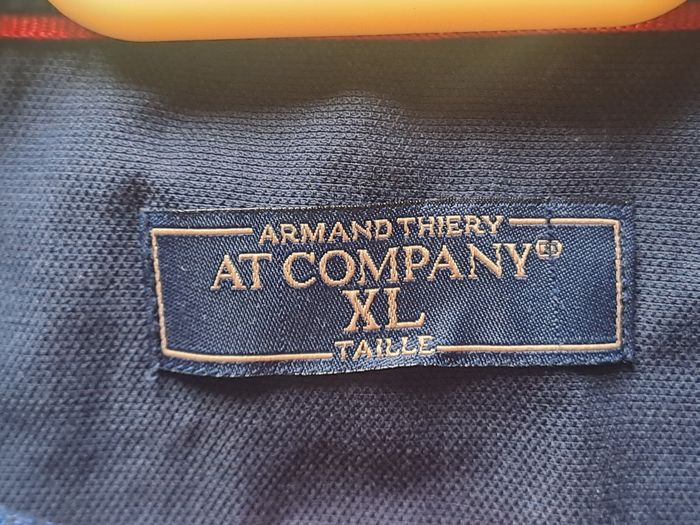 ARMAND THIERY
AT COMPANY
XL
TAILLE